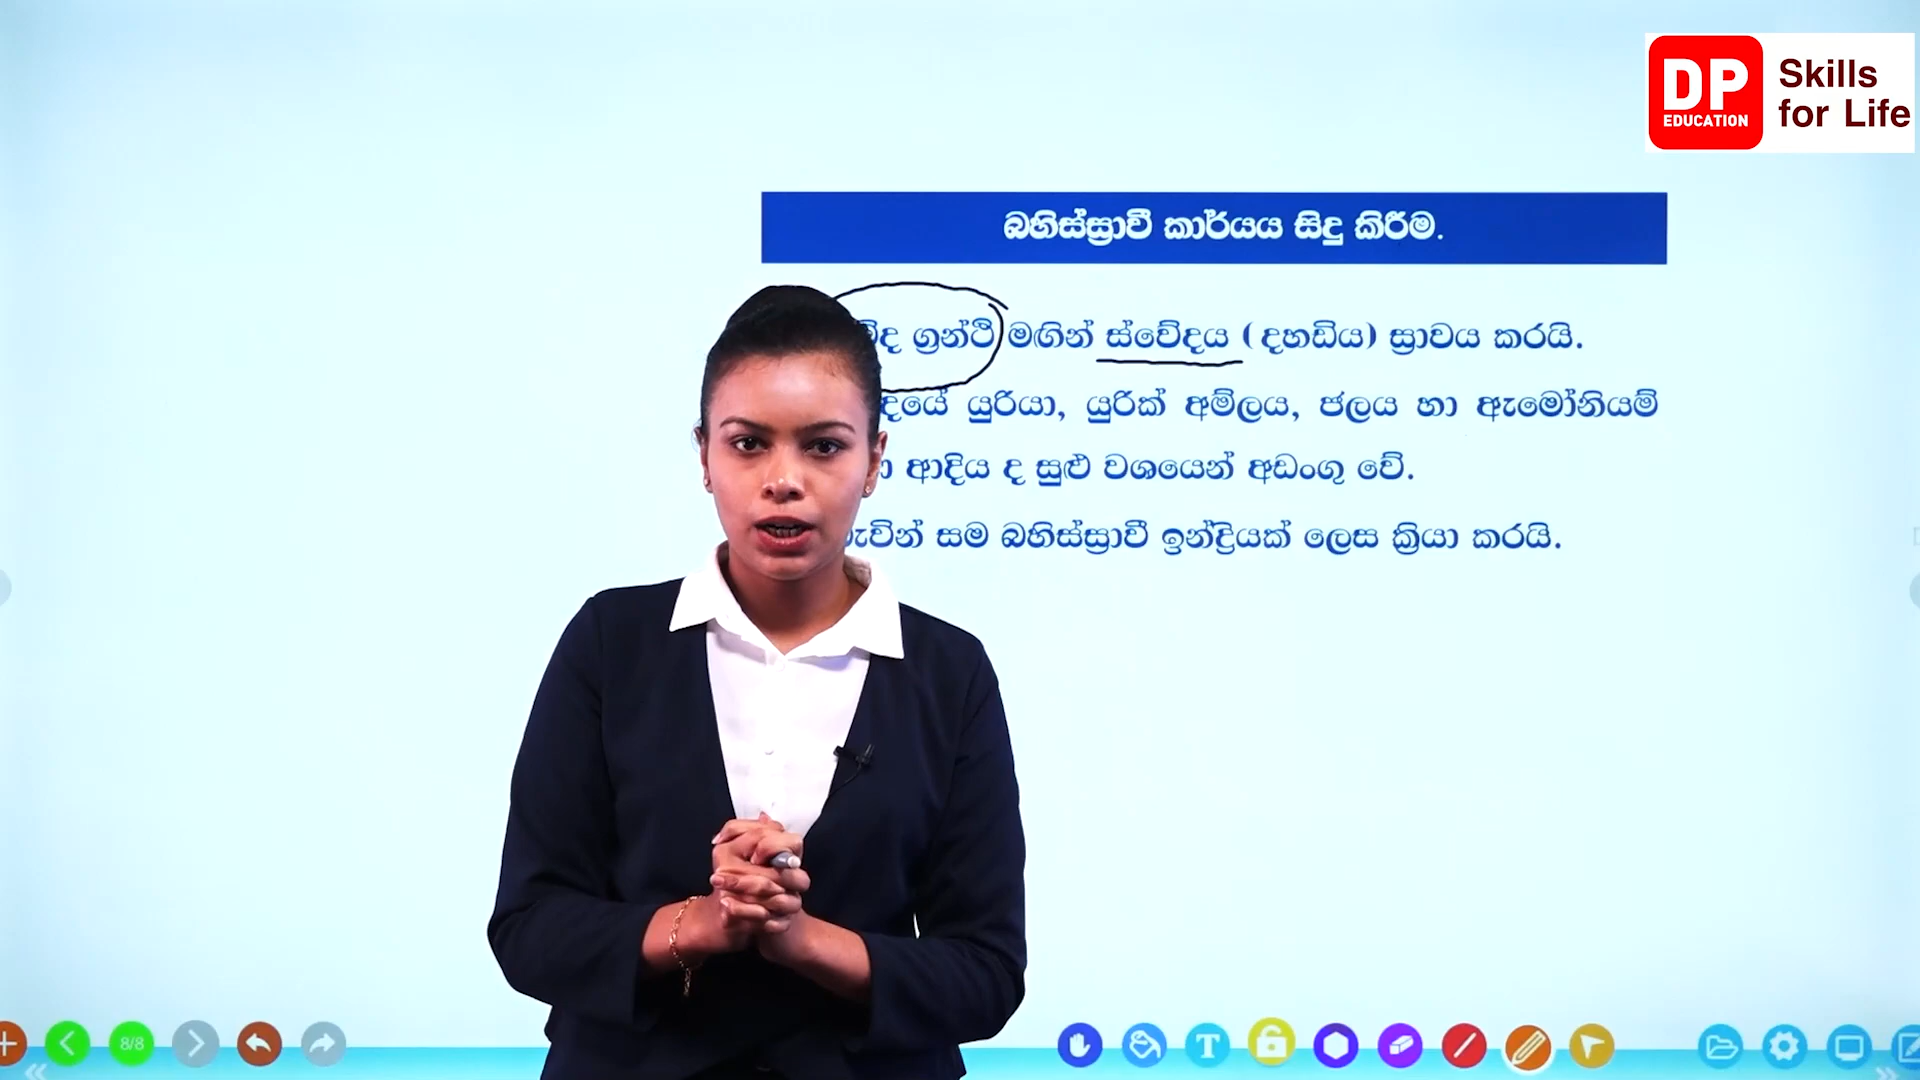 DP
EDUCATION
Skills
for Life
බහිස්ස්‍රාවී කාර්යය සිදු කිරීම.
ග්‍රන්ථි මගින් ස්වේදය ( දහඩිය) ස්‍රාවය කරයි.
යුරියා, යුරික් අම්ලය, ජලය හා ඇමෝනියම්
ආදිය ද සුළු වශයෙන් අඩංගු වේ.
සම බහිස්ස්‍රාවී ඉන්ද්‍රියක් ලෙස ක්‍රියා කරයි.
8/8
T